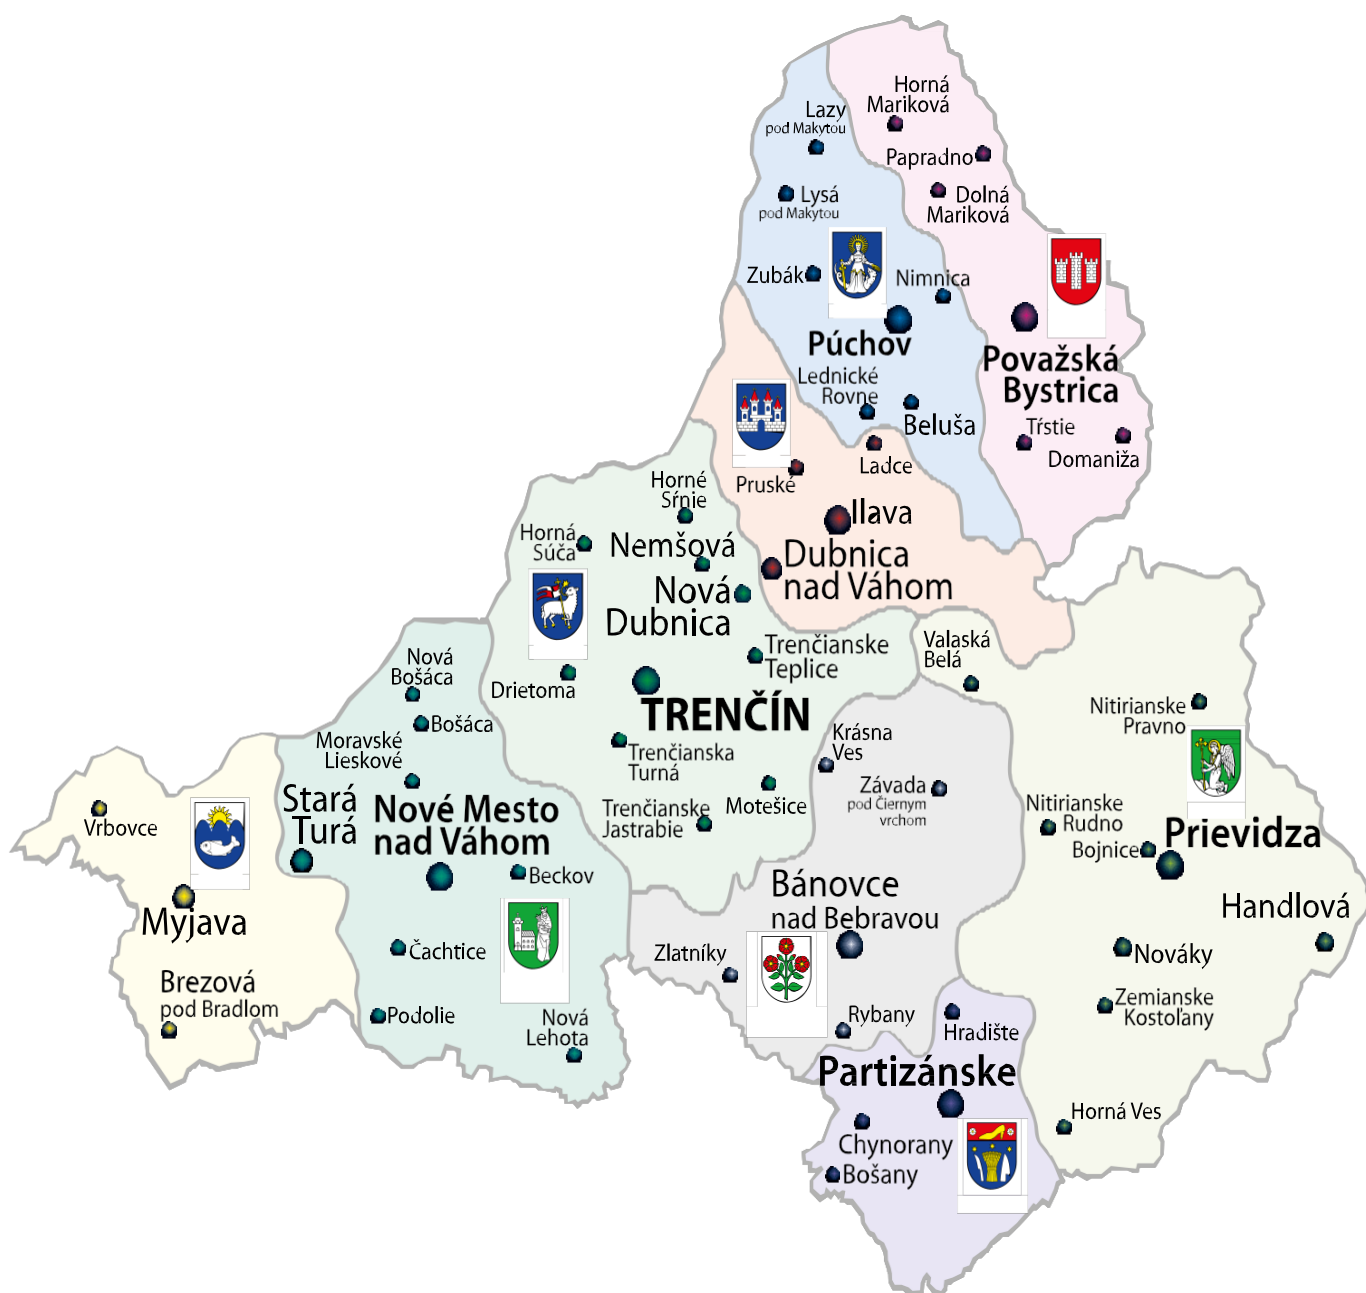 Horná
Mariková
Lazy
pod Makytou
Papradno
Lysá
pod Makytou
Dolná
Mariková
Zubák
Nimnica
Púchov
Považská
Bystrica
Lednické
Rovne
Beluša
Tŕstie
Domaniža
Ladce
Pruské
Horné
Sŕnie
Ilava
Horná
Súča
Nemšová
Dubnica
nad Váhom
Nová
Dubnica
Trenčianske
Teplice
Valaská
Belá
Nová
Bošáca
Drietoma
TRENČÍN
Nitirianske
Pravno
Bošáca
Krásna
Ves
Moravské
Lieskové
Trenčianska
Turná
Závada
pod Čiernym
vrchom
Stará
Turá
Nové Mesto
nad Váhom
Trenčianske
Jastrabie
Motešice
Nitirianske
Rudno
Bojnice
Prievidza
Vrbovce
Beckov
Bánovce
nad Bebravou
Handlová
Myjava
Čachtice
Zlatníky
Nováky
Brezová
pod Bradlom
Podolie
Nová
Lehota
Rybany
Hradište
Zemianske
Kostoľany
Partizánske
Horná Ves
Chynorany
Bošany